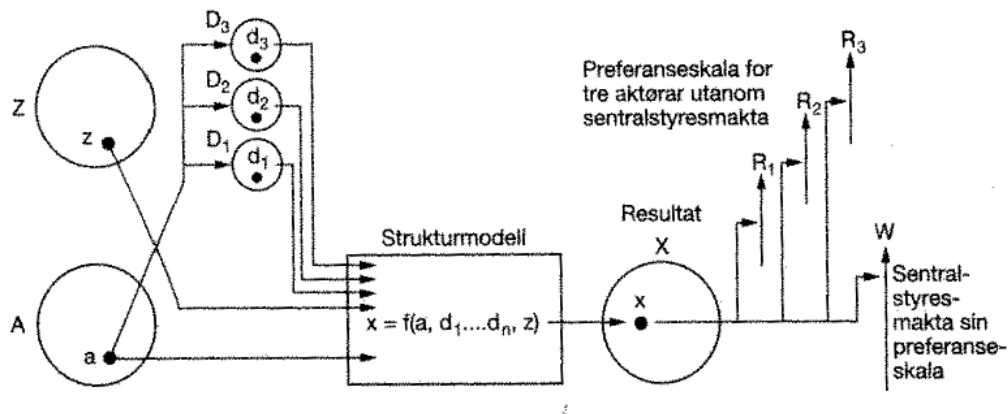 D₃
d₃
D₂
d₂
D₁
d₁
Z
z
A
a
Strukturmodell
x = f(a, d₁....dₙ, z)
Resultat
X
x
Preferanseskala for
tre aktørar utanom
sentralstyresmakta
R₁
R₂
R₃
W
Sentral-
styres-
makta sin
preferanse-
skala